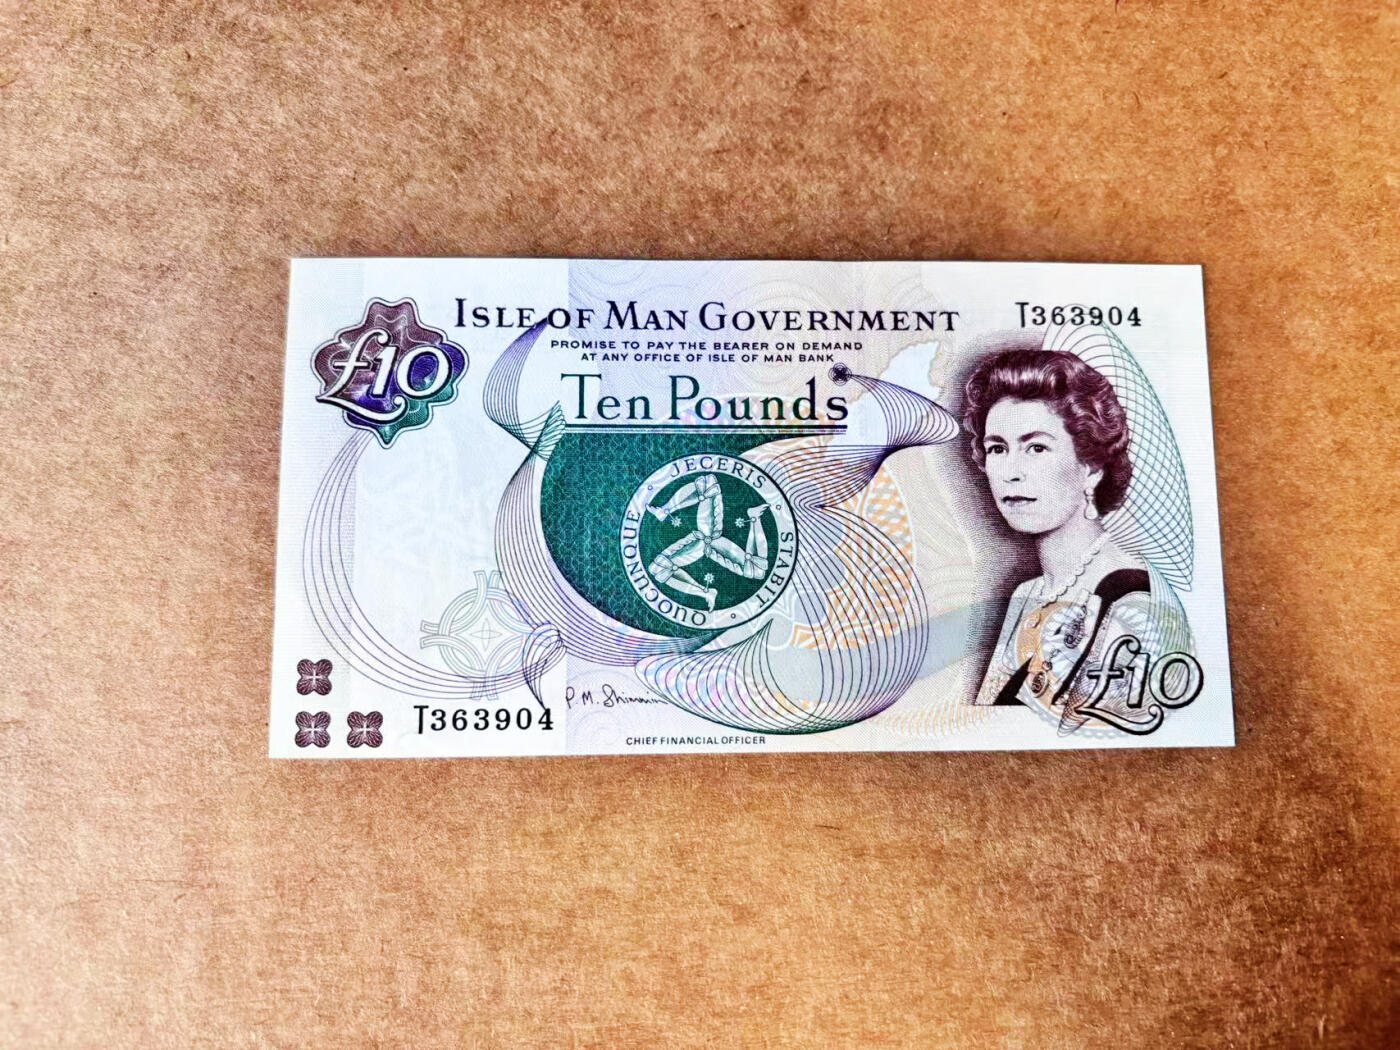 £10
ISLE OF MAN GOVERNMENT
T363904
PROMISE TO PAY THE BEARER ON DEMAND
AT ANY OFFICE OF ISLE OF MAN BANK
Ten Pounds
QUOCUNQUE JECERIS STABIT
£10
T363904
P. M. Shimmin
CHIEF FINANCIAL OFFICER